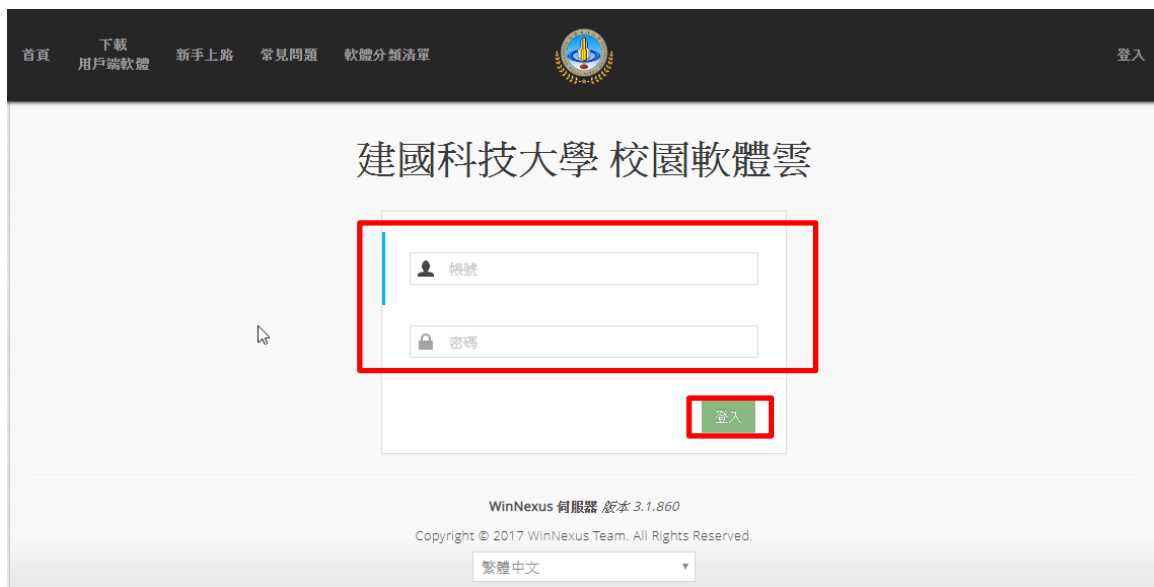 首頁
下載
用戶端軟體
新手上路
常見問題
軟體分類清單
登入
建國科技大學 校園軟體雲
帳號
密碼
登入
WinNexus 伺服器 版本 3.1.860
Copyright © 2017 WinNexus Team. All Rights Reserved.
繁體中文